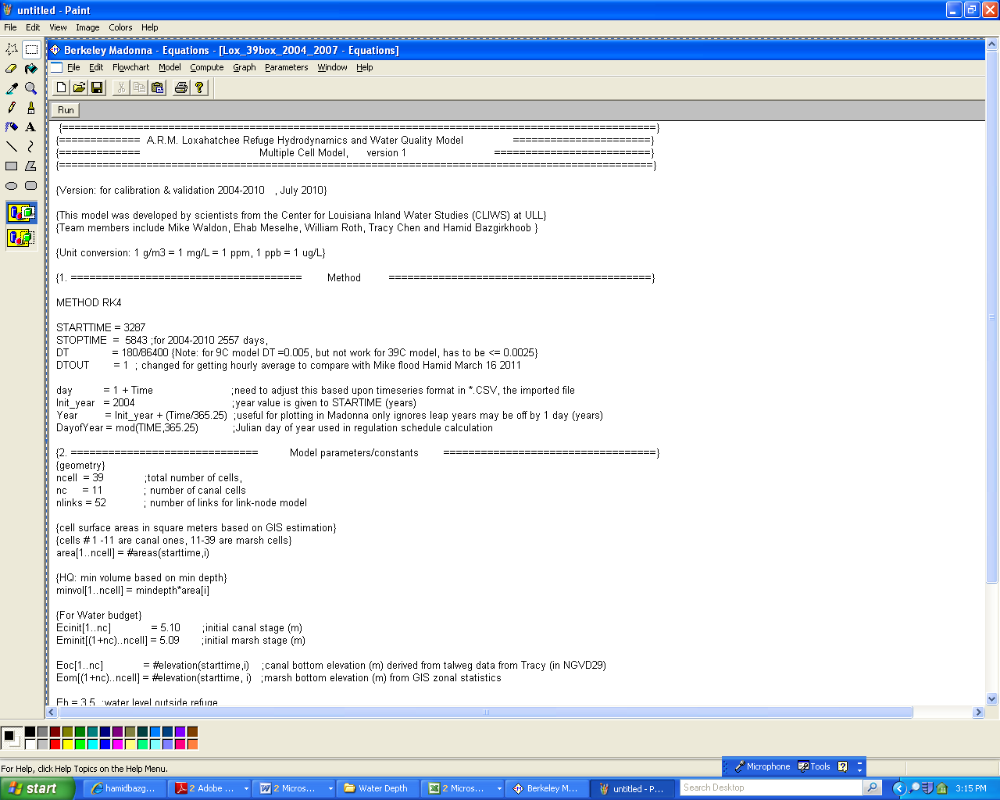 untitled - Paint
File Edit View Image Colors Help
Berkeley Madonna - Equations - [Lox_39box_2004_2007 - Equations]
File Edit Flowchart Model Compute Graph Parameters Window Help
Run
{===============================================================================================}
{============= A.R.M. Loxahatchee Refuge Hydrodynamics and Water Quality Model ======================}
{============= Multiple Cell Model, version 1 =========================}
{===============================================================================================}
{Version: for calibration & validation 2004-2010 , July 2010}
{This model was developed by scientists from the Center for Louisiana Inland Water Studies (CLIWS) at ULL}
{Team members include Mike Waldon, Ehab Meselhe, William Roth, Tracy Chen and Hamid Bazgirkhoob }
{Unit conversion: 1 g/m3 = 1 mg/L = 1 ppm, 1 ppb = 1 ug/L}
{1. ===================================== Method ==========================================}
METHOD RK4
STARTTIME = 3287
STOPTIME = 5843 ;for 2004-2010 2557 days,
DT = 180/86400 {Note: for 9C model DT =0.005, but not work for 39C model, has to be <= 0.0025}
DTOUT = 1 ; changed for getting hourly average to compare with Mike flood Hamid March 16 2011
day = 1 + Time ;need to adjust this based upon timeseries format in *.CSV, the imported file
Init_year = 2004 ;year value is given to STARTIME (years)
Year = Init_year + (Time/365.25) ;useful for plotting in Madonna only ignores leap years may be off by 1 day (years)
DayofYear = mod(TIME,365.25) ;Julian day of year used in regulation schedule calculation
{2. ============================== Model parameters/constants ==================================}
{geometry}
ncell = 39 ;total number of cells,
nc = 11 ; number of canal cells
nlinks = 52 ; number of links for link-node model
{cell surface areas in square meters based on GIS estimation}
{cells # 1 -11 are canal ones, 11-39 are marsh cells}
area[1..ncell] = #areas(starttime,i)
{HQ: min volume based on min depth}
minvol[1..ncell] = mindepth*area[i]
{For Water budget}
Ecinit[1..nc] = 5.10 ;initial canal stage (m)
Eminit[(1+nc)..ncell] = 5.09 ;initial marsh stage (m)
Eoc[1..nc] = #elevation(starttime,i) ;canal bottom elevation (m) derived from talweg data from Tracy (in NGVD29)
Eom[(1+nc)..ncell] = #elevation(starttime, i) ;marsh bottom elevation (m) from GIS zonal statistics
Eb = 3.5 ;water level outside refuge
For Help, click Help Topics on the Help Menu.
Microphone Tools
start hamidbazg... 2 Adobe ... 2 Micros... Water Depth 2 Micros... Berkeley M... untitled - P... Search Desktop 3:15 PM